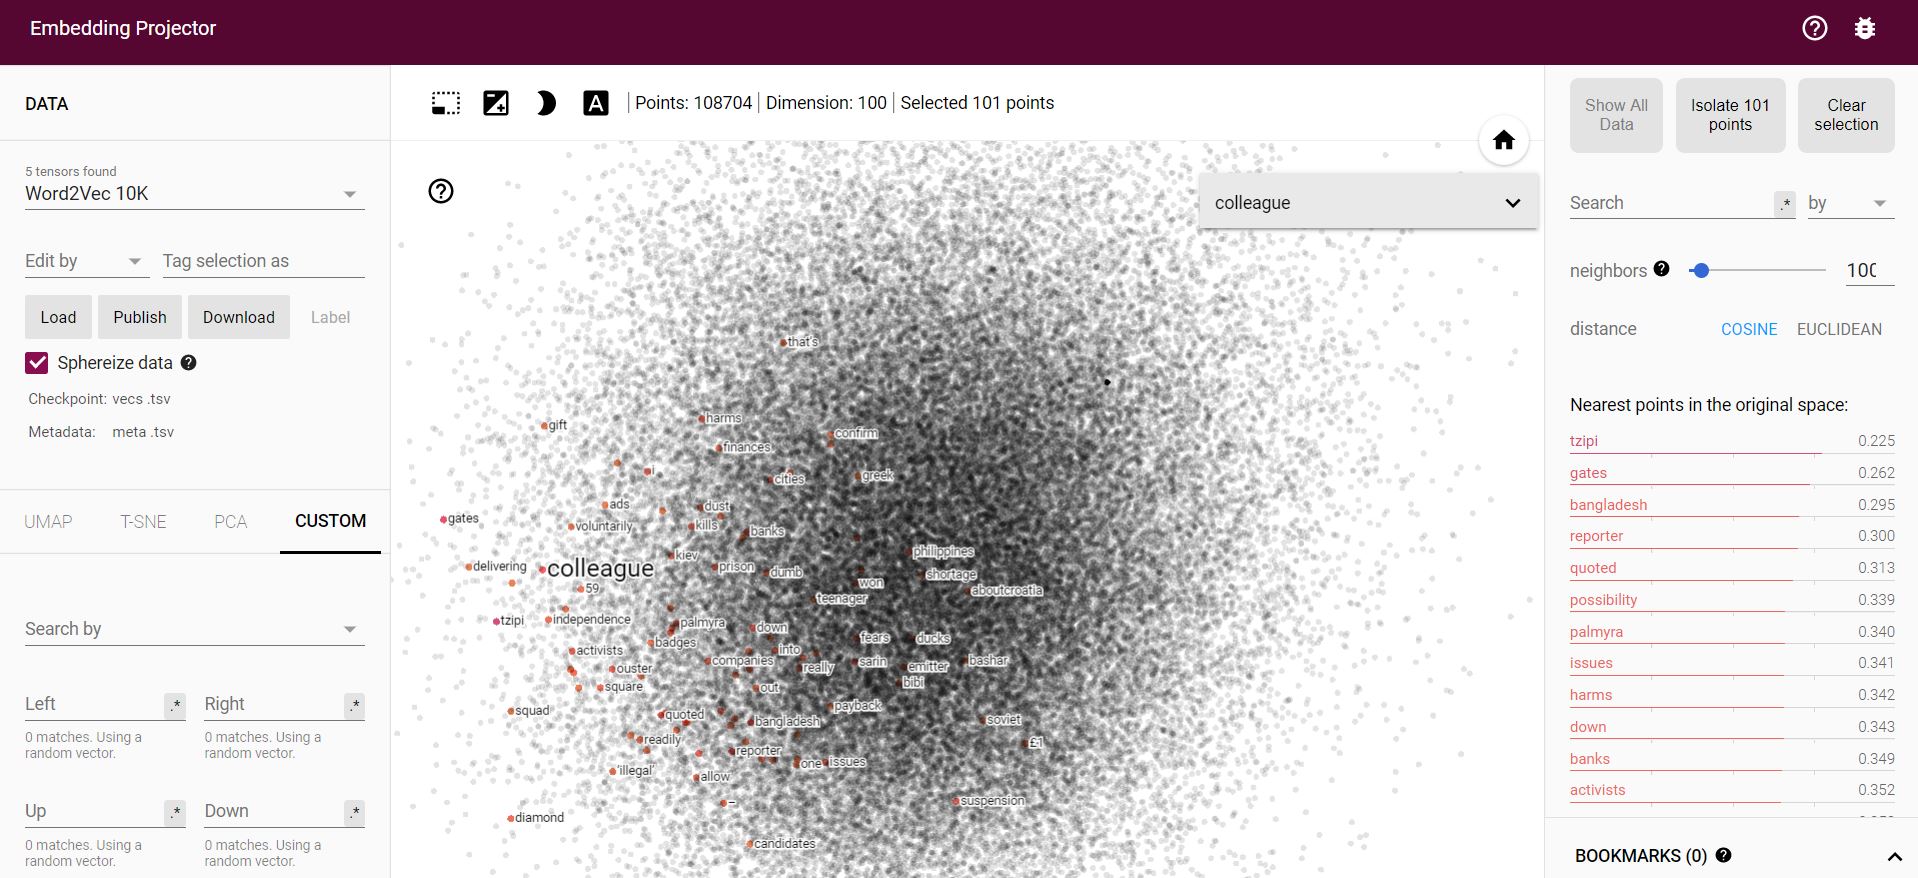 Embedding Projector
DATA
5 tensors found
Word2Vec 10K
Edit by
Tag selection as
Load
Publish
Download
Label
Sphereize data
Checkpoint: vecs .tsv
Metadata: meta .tsv
UMAP
T-SNE
PCA
CUSTOM
Search by
Left .*
Right .*
0 matches. Using a
random vector.
0 matches. Using a
random vector.
Up .*
Down .*
0 matches. Using a
random vector.
0 matches. Using a
random vector.
A
Points: 108704
Dimension: 100
Selected 101 points
colleague
that's
harms
gift
confirm
finances
i
cities
greek
ads
dust
gates
voluntarily
kills
banks
philippines
kiev
delivering
colleague
prison
dumb
shortage
won
59
aboutcroatia
teenager
tzipi
independence
palmyra
down
badges
fears
ducks
activists
into
companies
really
sarin
emitter
bashar
ouster
bibi
square
out
squad
quoted
payback
bangladesh
soviet
readily
£1
reporter
one
issues
'illegal'
allow
–
suspension
diamond
candidates
Show All
Data
Isolate 101
points
Clear
selection
Search .*
by
neighbors
100
distance
COSINE
EUCLIDEAN
Nearest points in the original space:
tzipi 0.225
gates 0.262
bangladesh 0.295
reporter 0.300
quoted 0.313
possibility 0.339
palmyra 0.340
issues 0.341
harms 0.342
down 0.343
banks 0.349
activists 0.352
BOOKMARKS (0)